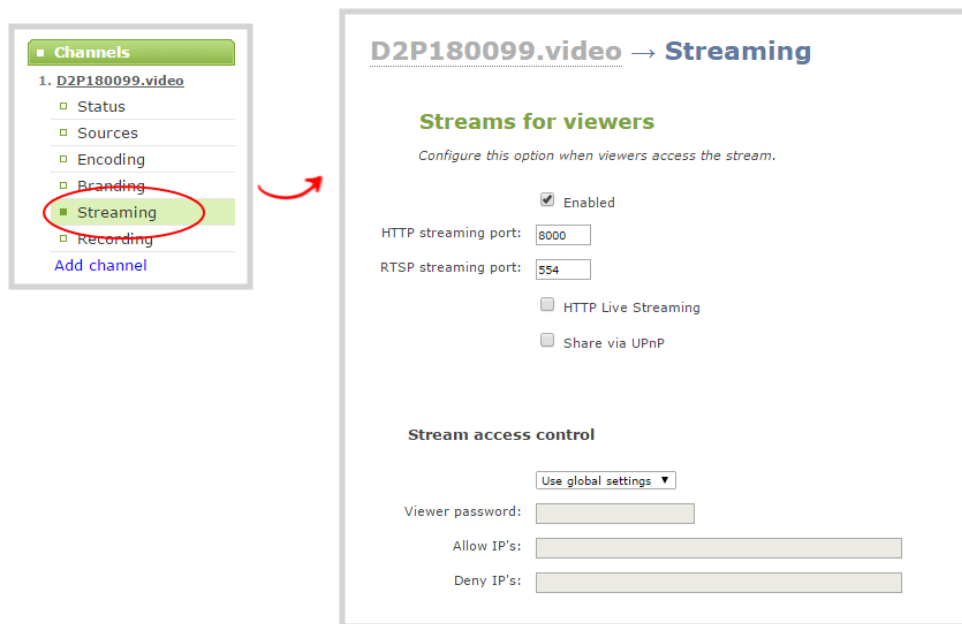 Channels
1. D2P180099.video
Status
Sources
Encoding
Branding
Streaming
Recording
Add channel
D2P180099.video → Streaming
Streams for viewers
Configure this option when viewers access the stream.
Enabled
HTTP streaming port: 8000
RTSP streaming port: 554
HTTP Live Streaming
Share via UPnP
Stream access control
Use global settings
Viewer password:
Allow IP's:
Deny IP's: